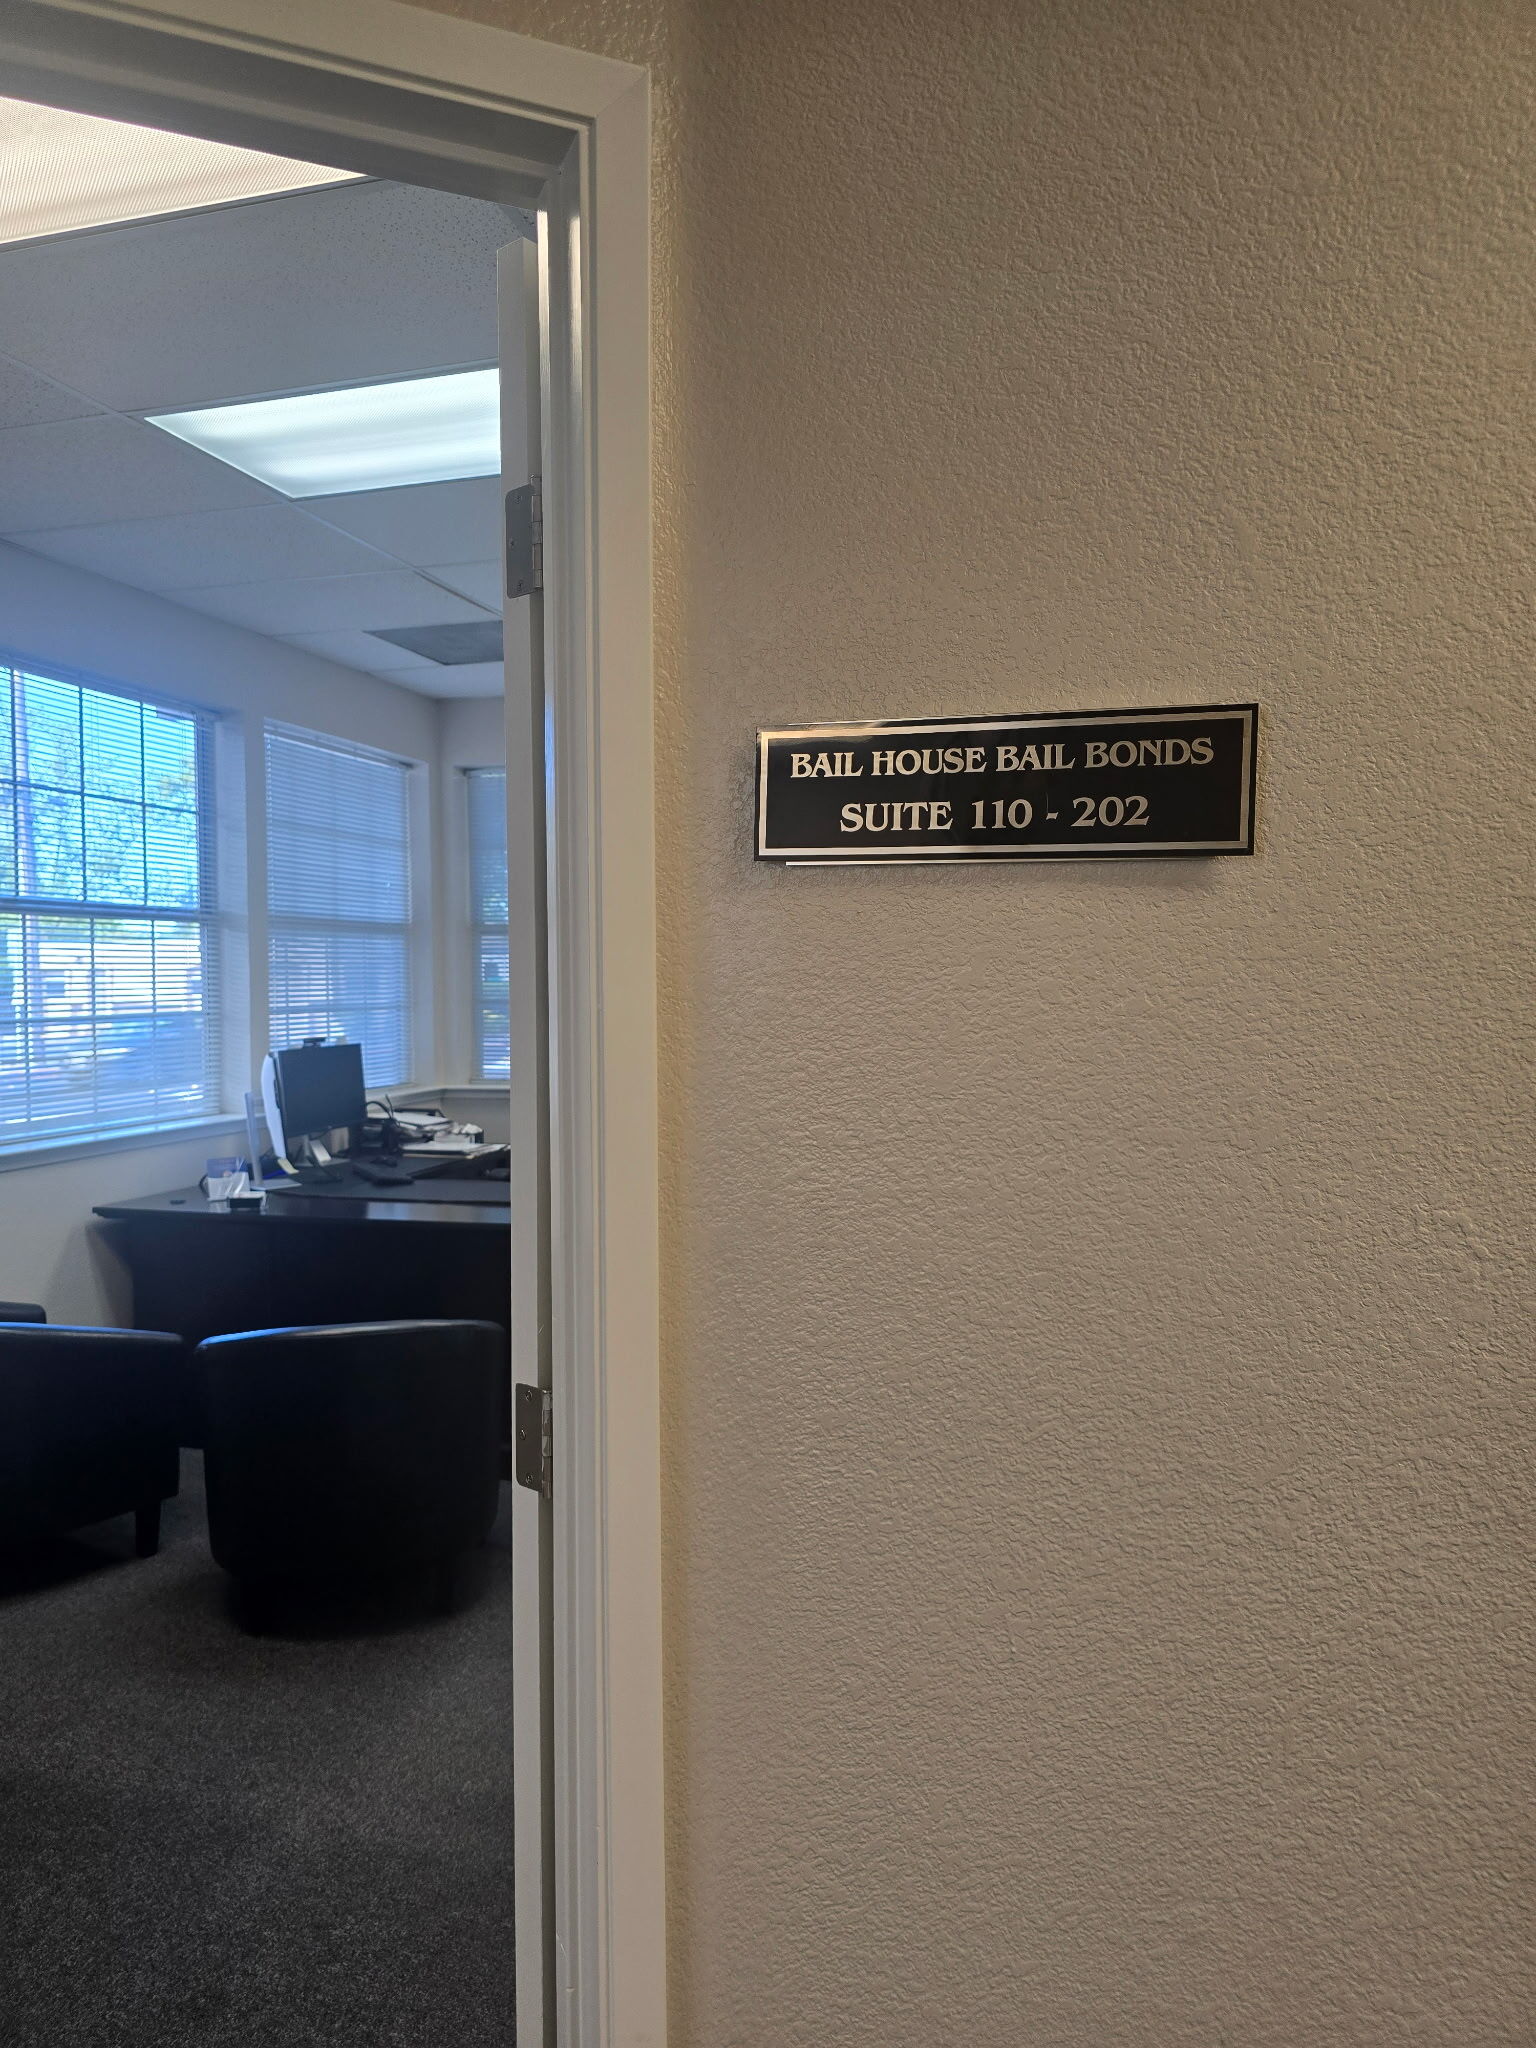 BAIL HOUSE BAIL BONDS
SUITE 110 - 202